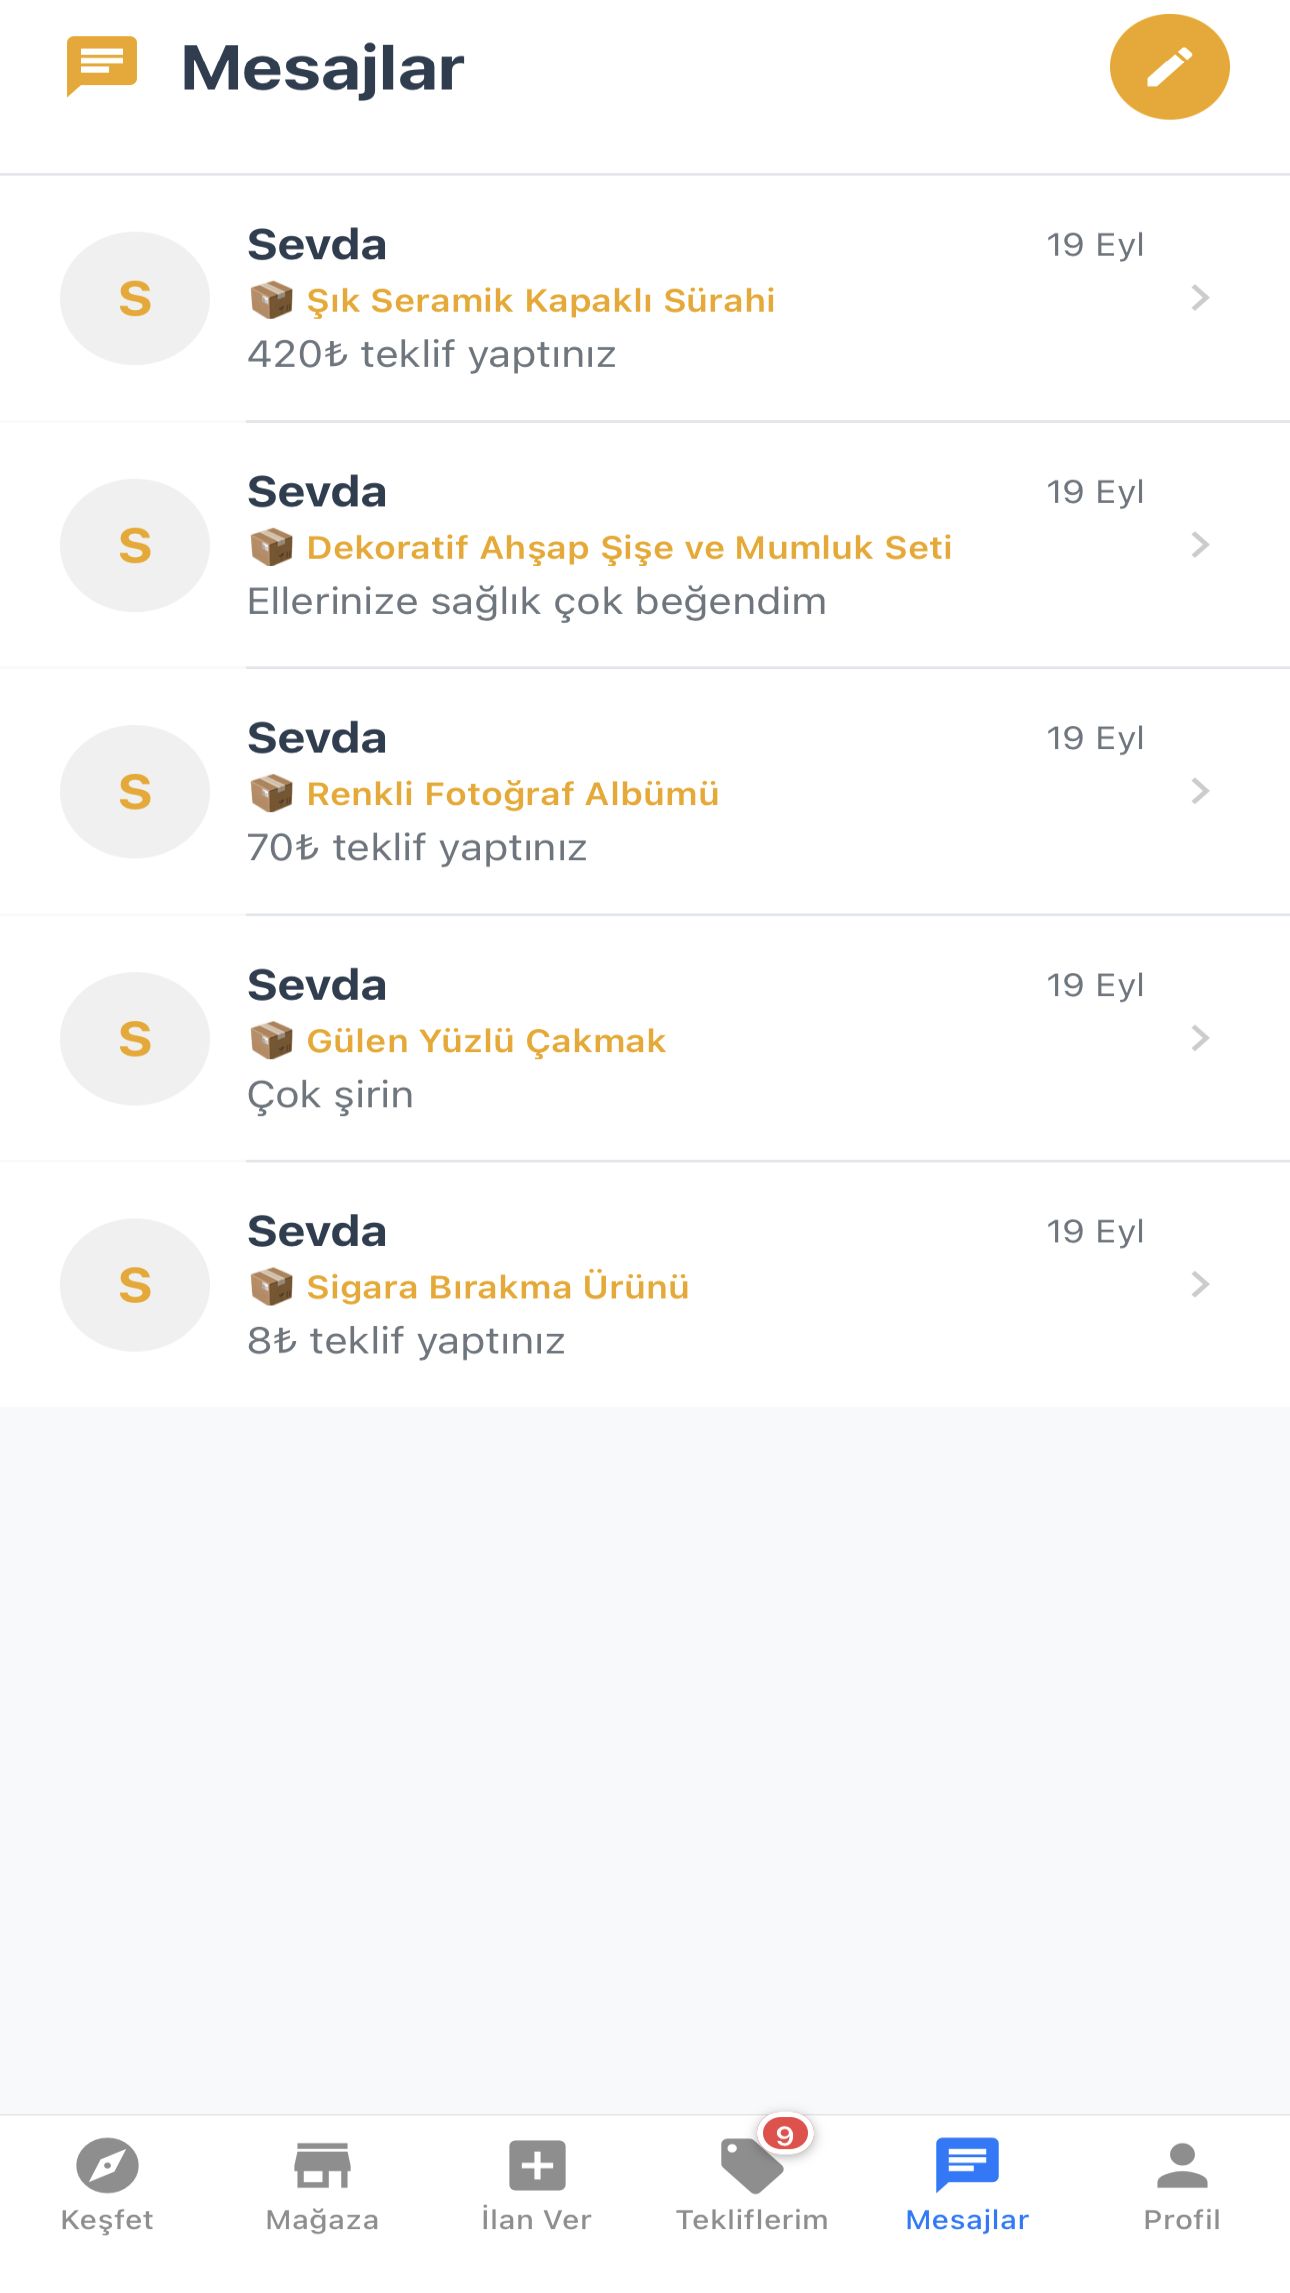 Mesajlar
Sevda
19 Eyl
S
📦 Şık Seramik Kapaklı Sürahi
420₺ teklif yaptınız
Sevda
19 Eyl
S
📦 Dekoratif Ahşap Şişe ve Mumluk Seti
Ellerinize sağlık çok beğendim
Sevda
19 Eyl
S
📦 Renkli Fotoğraf Albümü
70₺ teklif yaptınız
Sevda
19 Eyl
S
📦 Gülen Yüzlü Çakmak
Çok şirin
Sevda
19 Eyl
S
📦 Sigara Bırakma Ürünü
8₺ teklif yaptınız
9
Keşfet
Mağaza
İlan Ver
Tekliflerim
Mesajlar
Profil